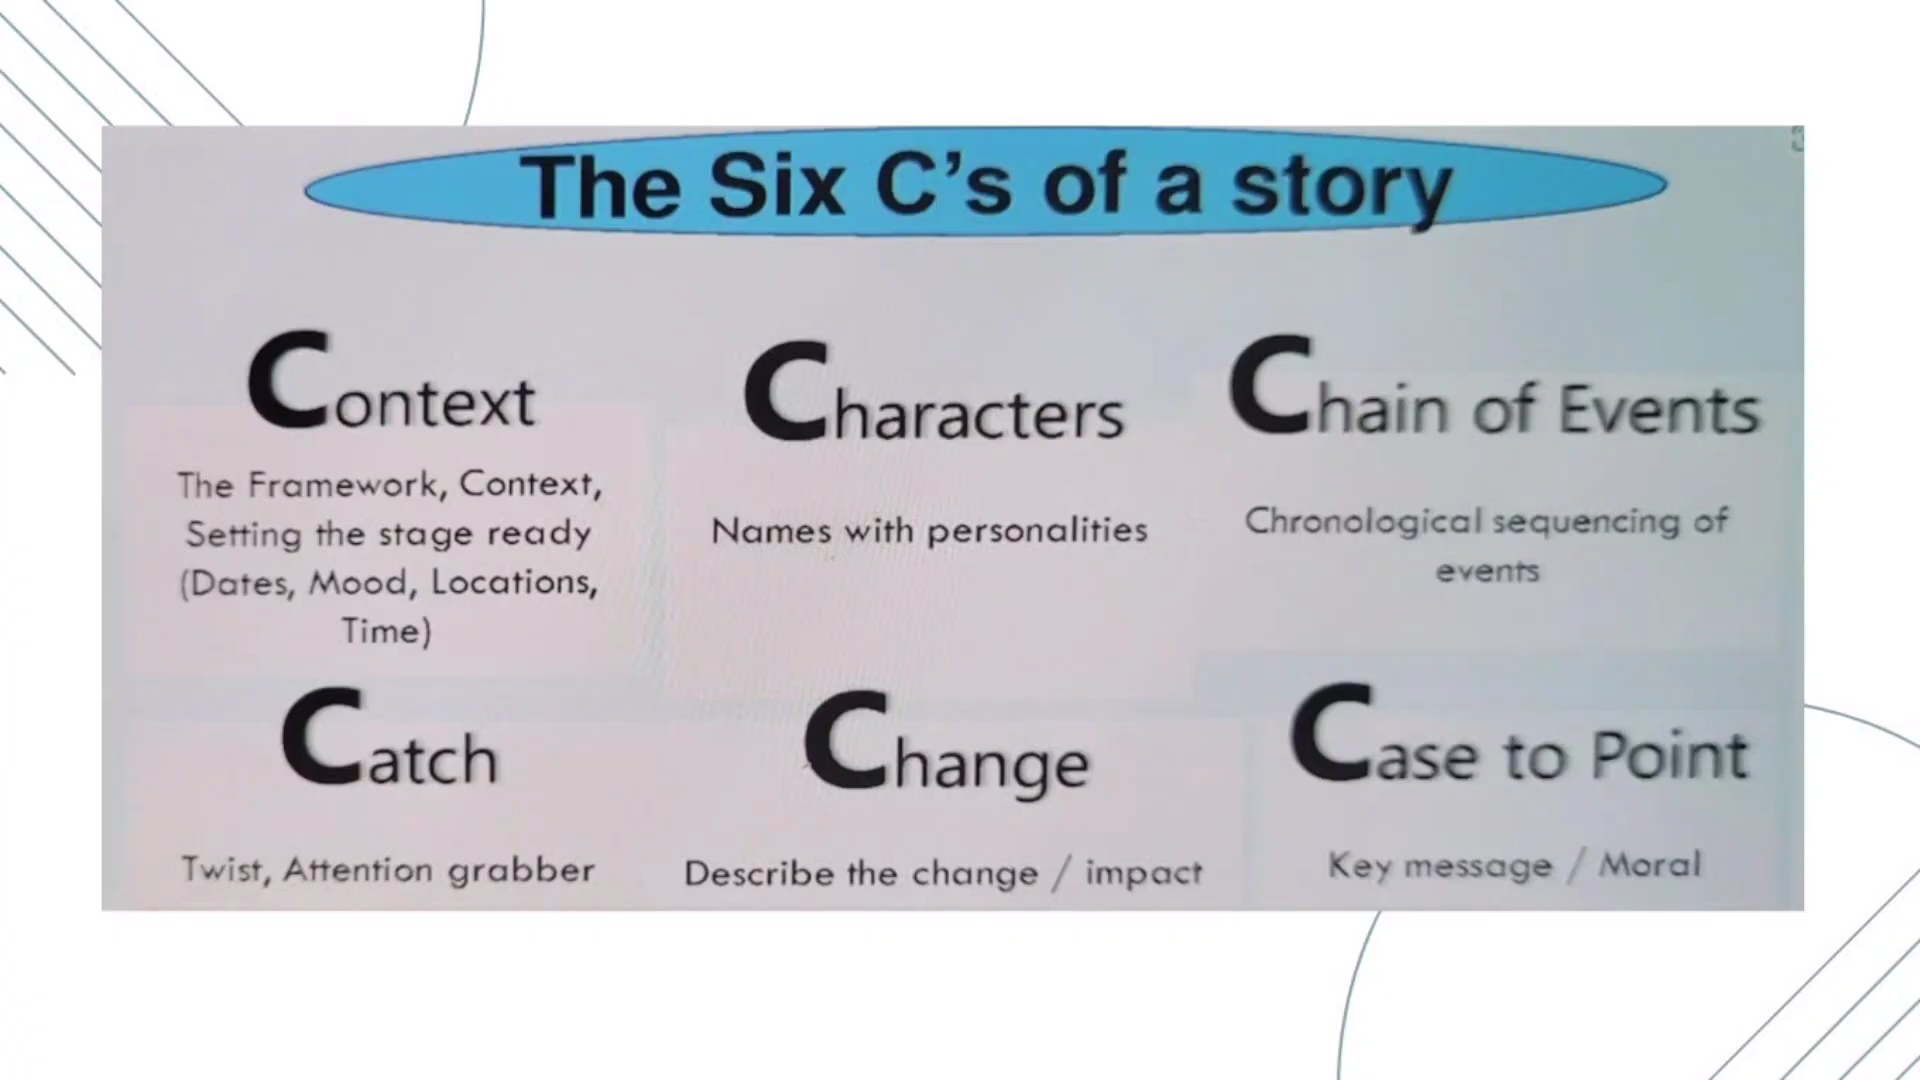 The Six C's of a story
Context
The Framework, Context,
Setting the stage ready
(Dates, Mood, Locations,
Time)
Characters
Names with personalities
Chain of Events
Chronological sequencing of
events
Catch
Twist, Attention grabber
Change
Describe the change / impact
Case to Point
Key message / Moral